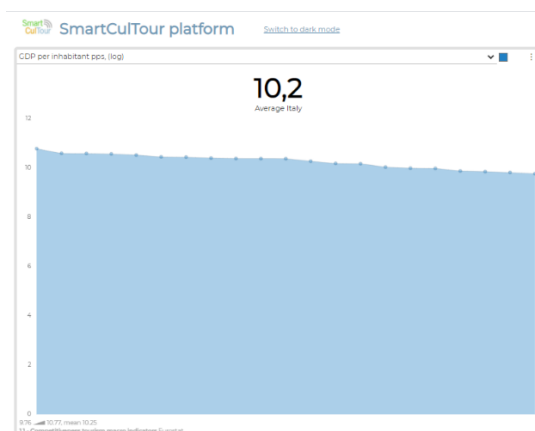 Smart
CulTour
SmartCulTour platform
Switch to dark mode
GDP per inhabitant pps, (log)
10,2
Average Italy
12
10
8
6
4
2
0
9.76 10.77, mean 10.25